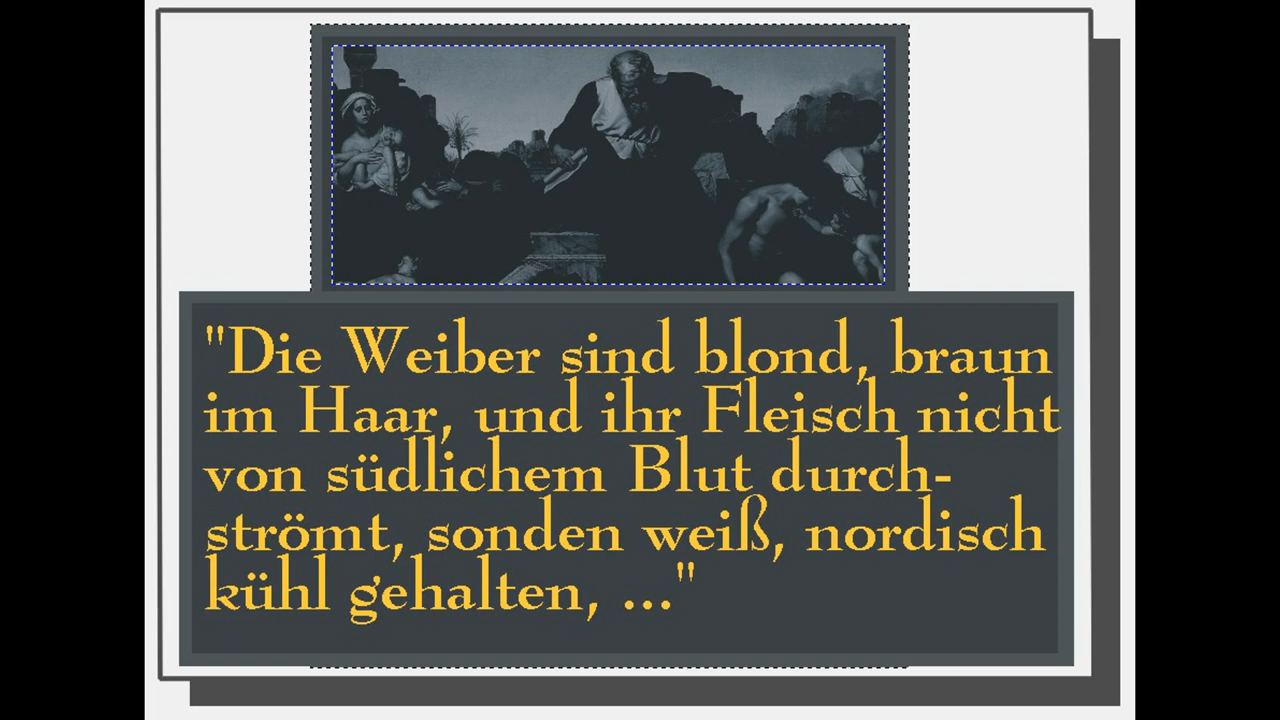 "Die Weiber sind blond, braun
im Haar, und ihr Fleisch nicht
von südlichem Blut durch-
strömt, sonden weiß, nordisch
kühl gehalten, ..."